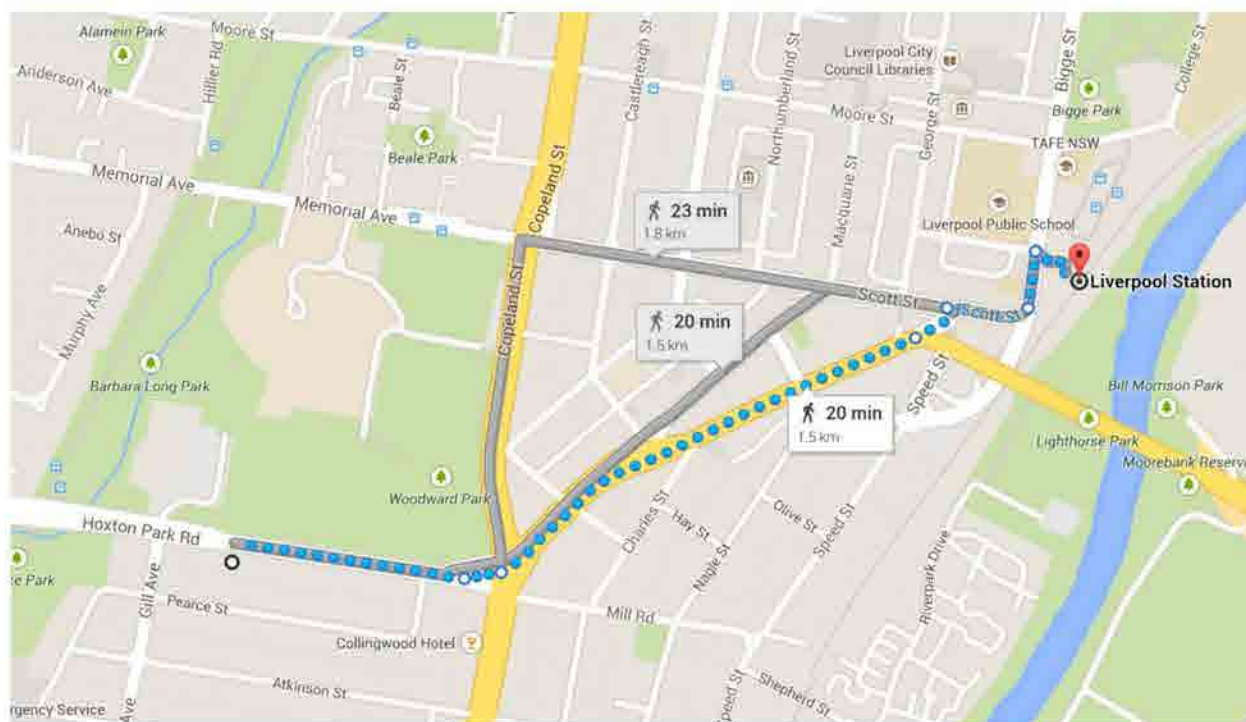 Alamein Park
Moore St
Hillier Rd
Anderson Ave
Beale St
Beale Park
Castlereagh St
Northumberland St
Liverpool City
Council Libraries
Bigge St
College St
Bigge Park
George St
Moore St
TAFE NSW
Memorial Ave
Memorial Ave
Copeland St
Macquarie St
Liverpool Public School
Anebo St
Murphy Ave
23 min
1.8 km
Scott St
Scott St
Liverpool Station
Copeland St
20 min
1.5 km
Barbara Long Park
Speed St
Bill Morrison Park
20 min
1.5 km
Lighthorse Park
Moorebank Reserve
Woodward Park
Hoxton Park Rd
Charles St
Hay St
Olive St
Nagle St
Speed St
Riverpark Drive
Park
Gill Ave
Pearce St
Mill Rd
Collingwood Hotel
Atkinson St
Speed St
Shepherd St
rgency Service
Ave